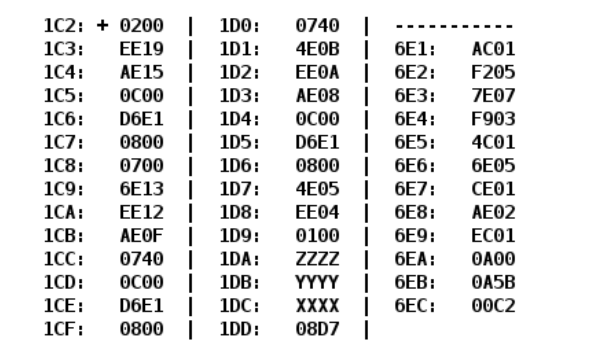 1C2: + 0200 | 1D0: 0740 | -----------
1C3: EE19 | 1D1: 4E0B | 6E1: AC01
1C4: AE15 | 1D2: EE0A | 6E2: F205
1C5: 0C00 | 1D3: AE08 | 6E3: 7E07
1C6: D6E1 | 1D4: 0C00 | 6E4: F903
1C7: 0800 | 1D5: D6E1 | 6E5: 4C01
1C8: 0700 | 1D6: 0800 | 6E6: 6E05
1C9: 6E13 | 1D7: 4E05 | 6E7: CE01
1CA: EE12 | 1D8: EE04 | 6E8: AE02
1CB: AE0F | 1D9: 0100 | 6E9: EC01
1CC: 0740 | 1DA: ZZZZ | 6EA: 0A00
1CD: 0C00 | 1DB: YYYY | 6EB: 0A5B
1CE: D6E1 | 1DC: XXXX | 6EC: 00C2
1CF: 0800 | 1DD: 08D7 |